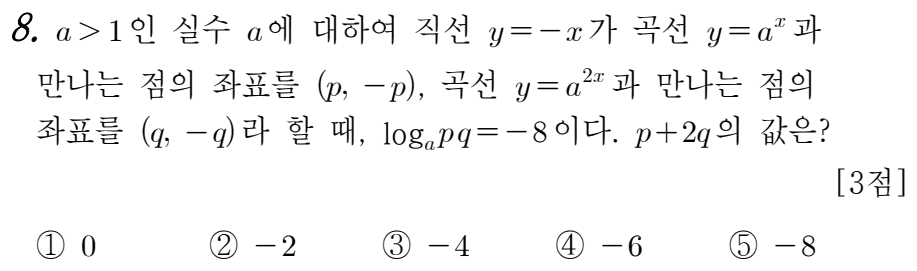 8. a>1인 실수 a에 대하여 직선 y=-x가 곡선 y=a^x과
만나는 점의 좌표를 (p, -p), 곡선 y=a^{2x}과 만나는 점의
좌표를 (q, -q)라 할 때, log_a pq=-8이다. p+2q의 값은?
[3점]
① 0 ② -2 ③ -4 ④ -6 ⑤ -8